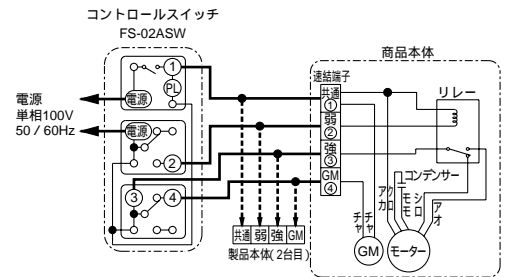 コントロールスイッチ
FS-02ASW
電源
単相100V
50 / 60Hz
電源
1
PL
電源
2
3
4
商品本体
連結端子
共通
①
弱
②
強
③
GM
④
リレー
コンデンサー
アカ
クロ
エモモ
シロ
アオ
チャ
チャ
GM
モーター
共通 弱 強 GM
製品本体(2台目)